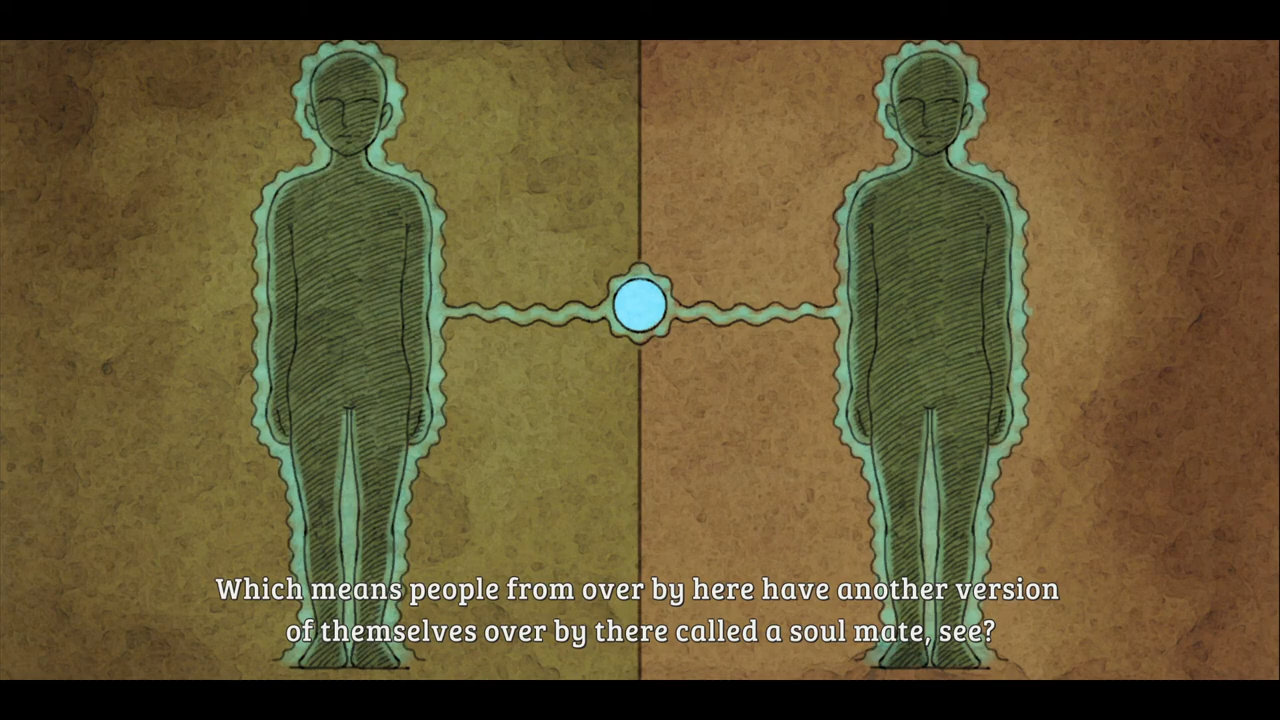 Which means people from over by here have another version
of themselves over by there called a soul mate, see?